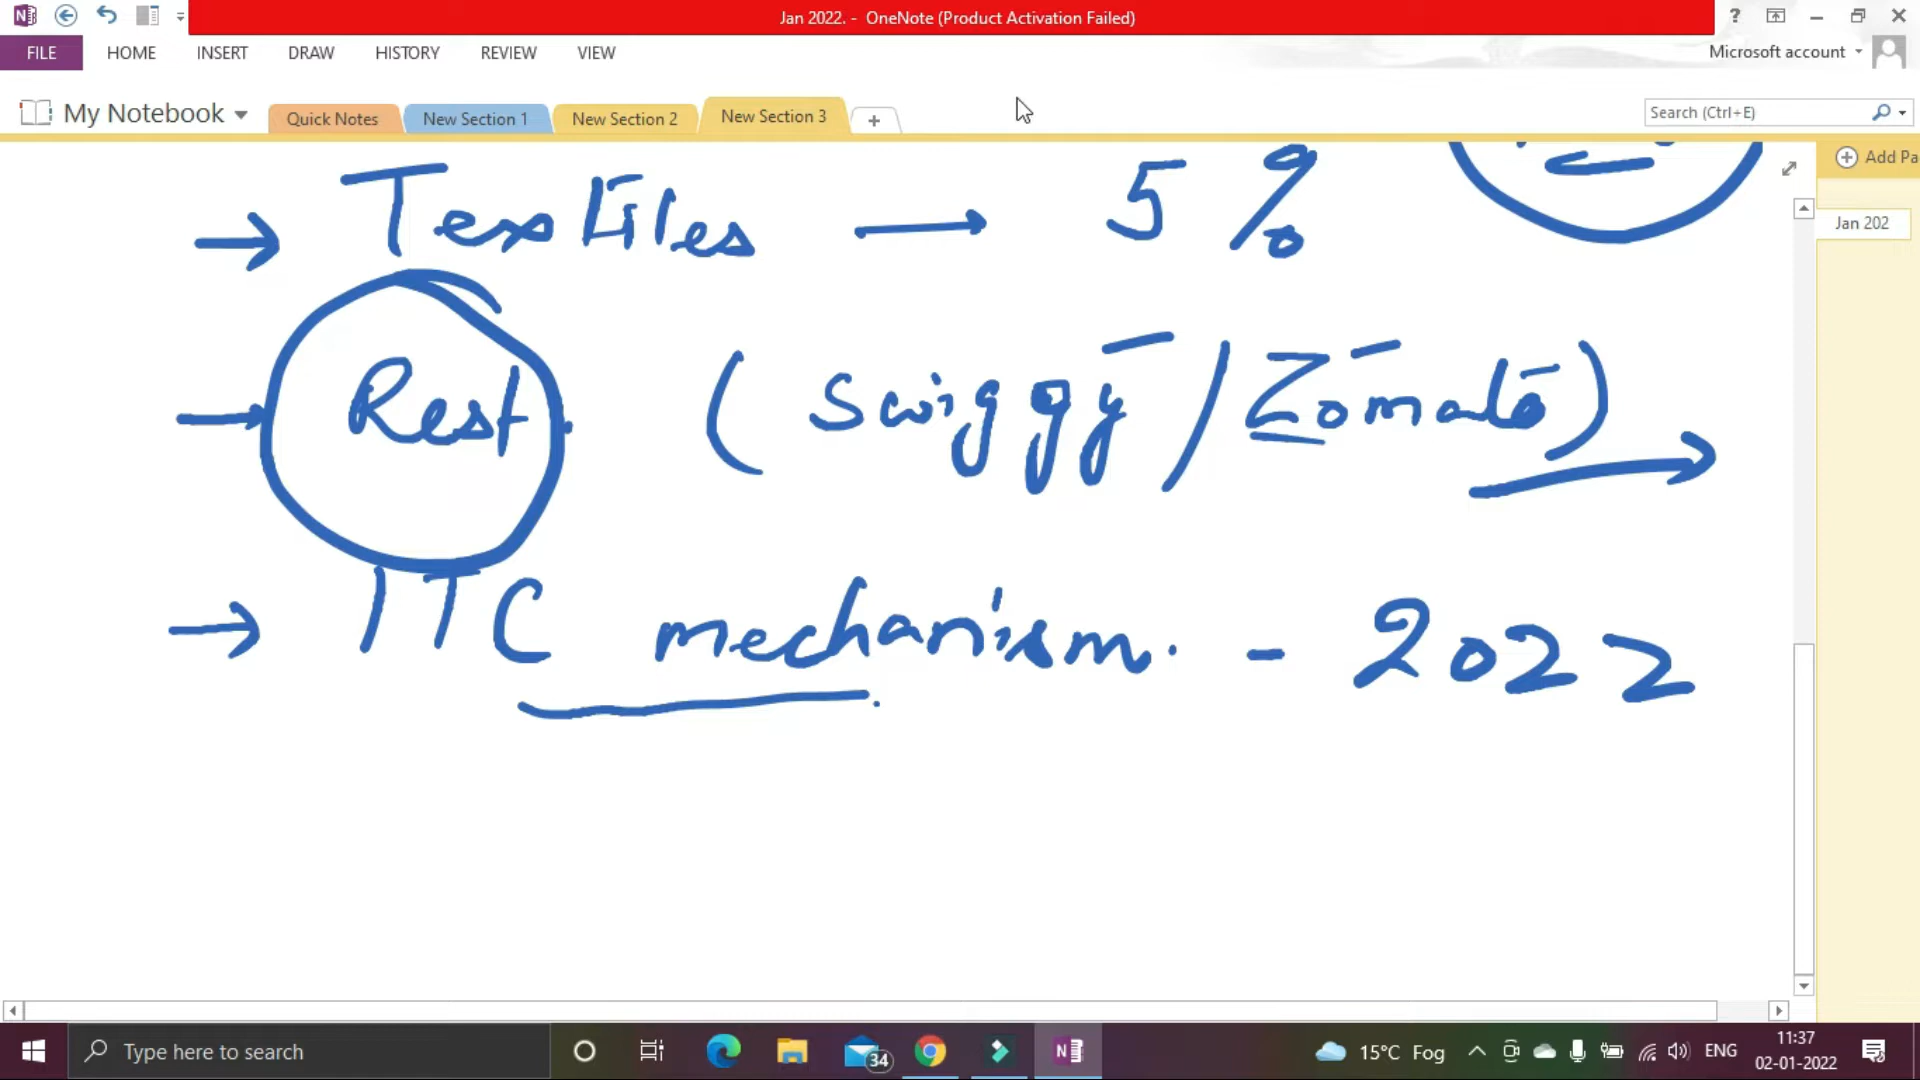 Jan 2022. - OneNote (Product Activation Failed)
?
FILE HOME INSERT DRAW HISTORY REVIEW VIEW
Microsoft account
My Notebook
Quick Notes
New Section 1
New Section 2
New Section 3
+
Search (Ctrl+E)
Add Pa
Jan 202
→ Textiles → 5 %
→ Rest. (Swiggy / Zomato) →
→ ITC mechanism. - 2022
Type here to search
34
15°C Fog
ENG
11:37
02-01-2022